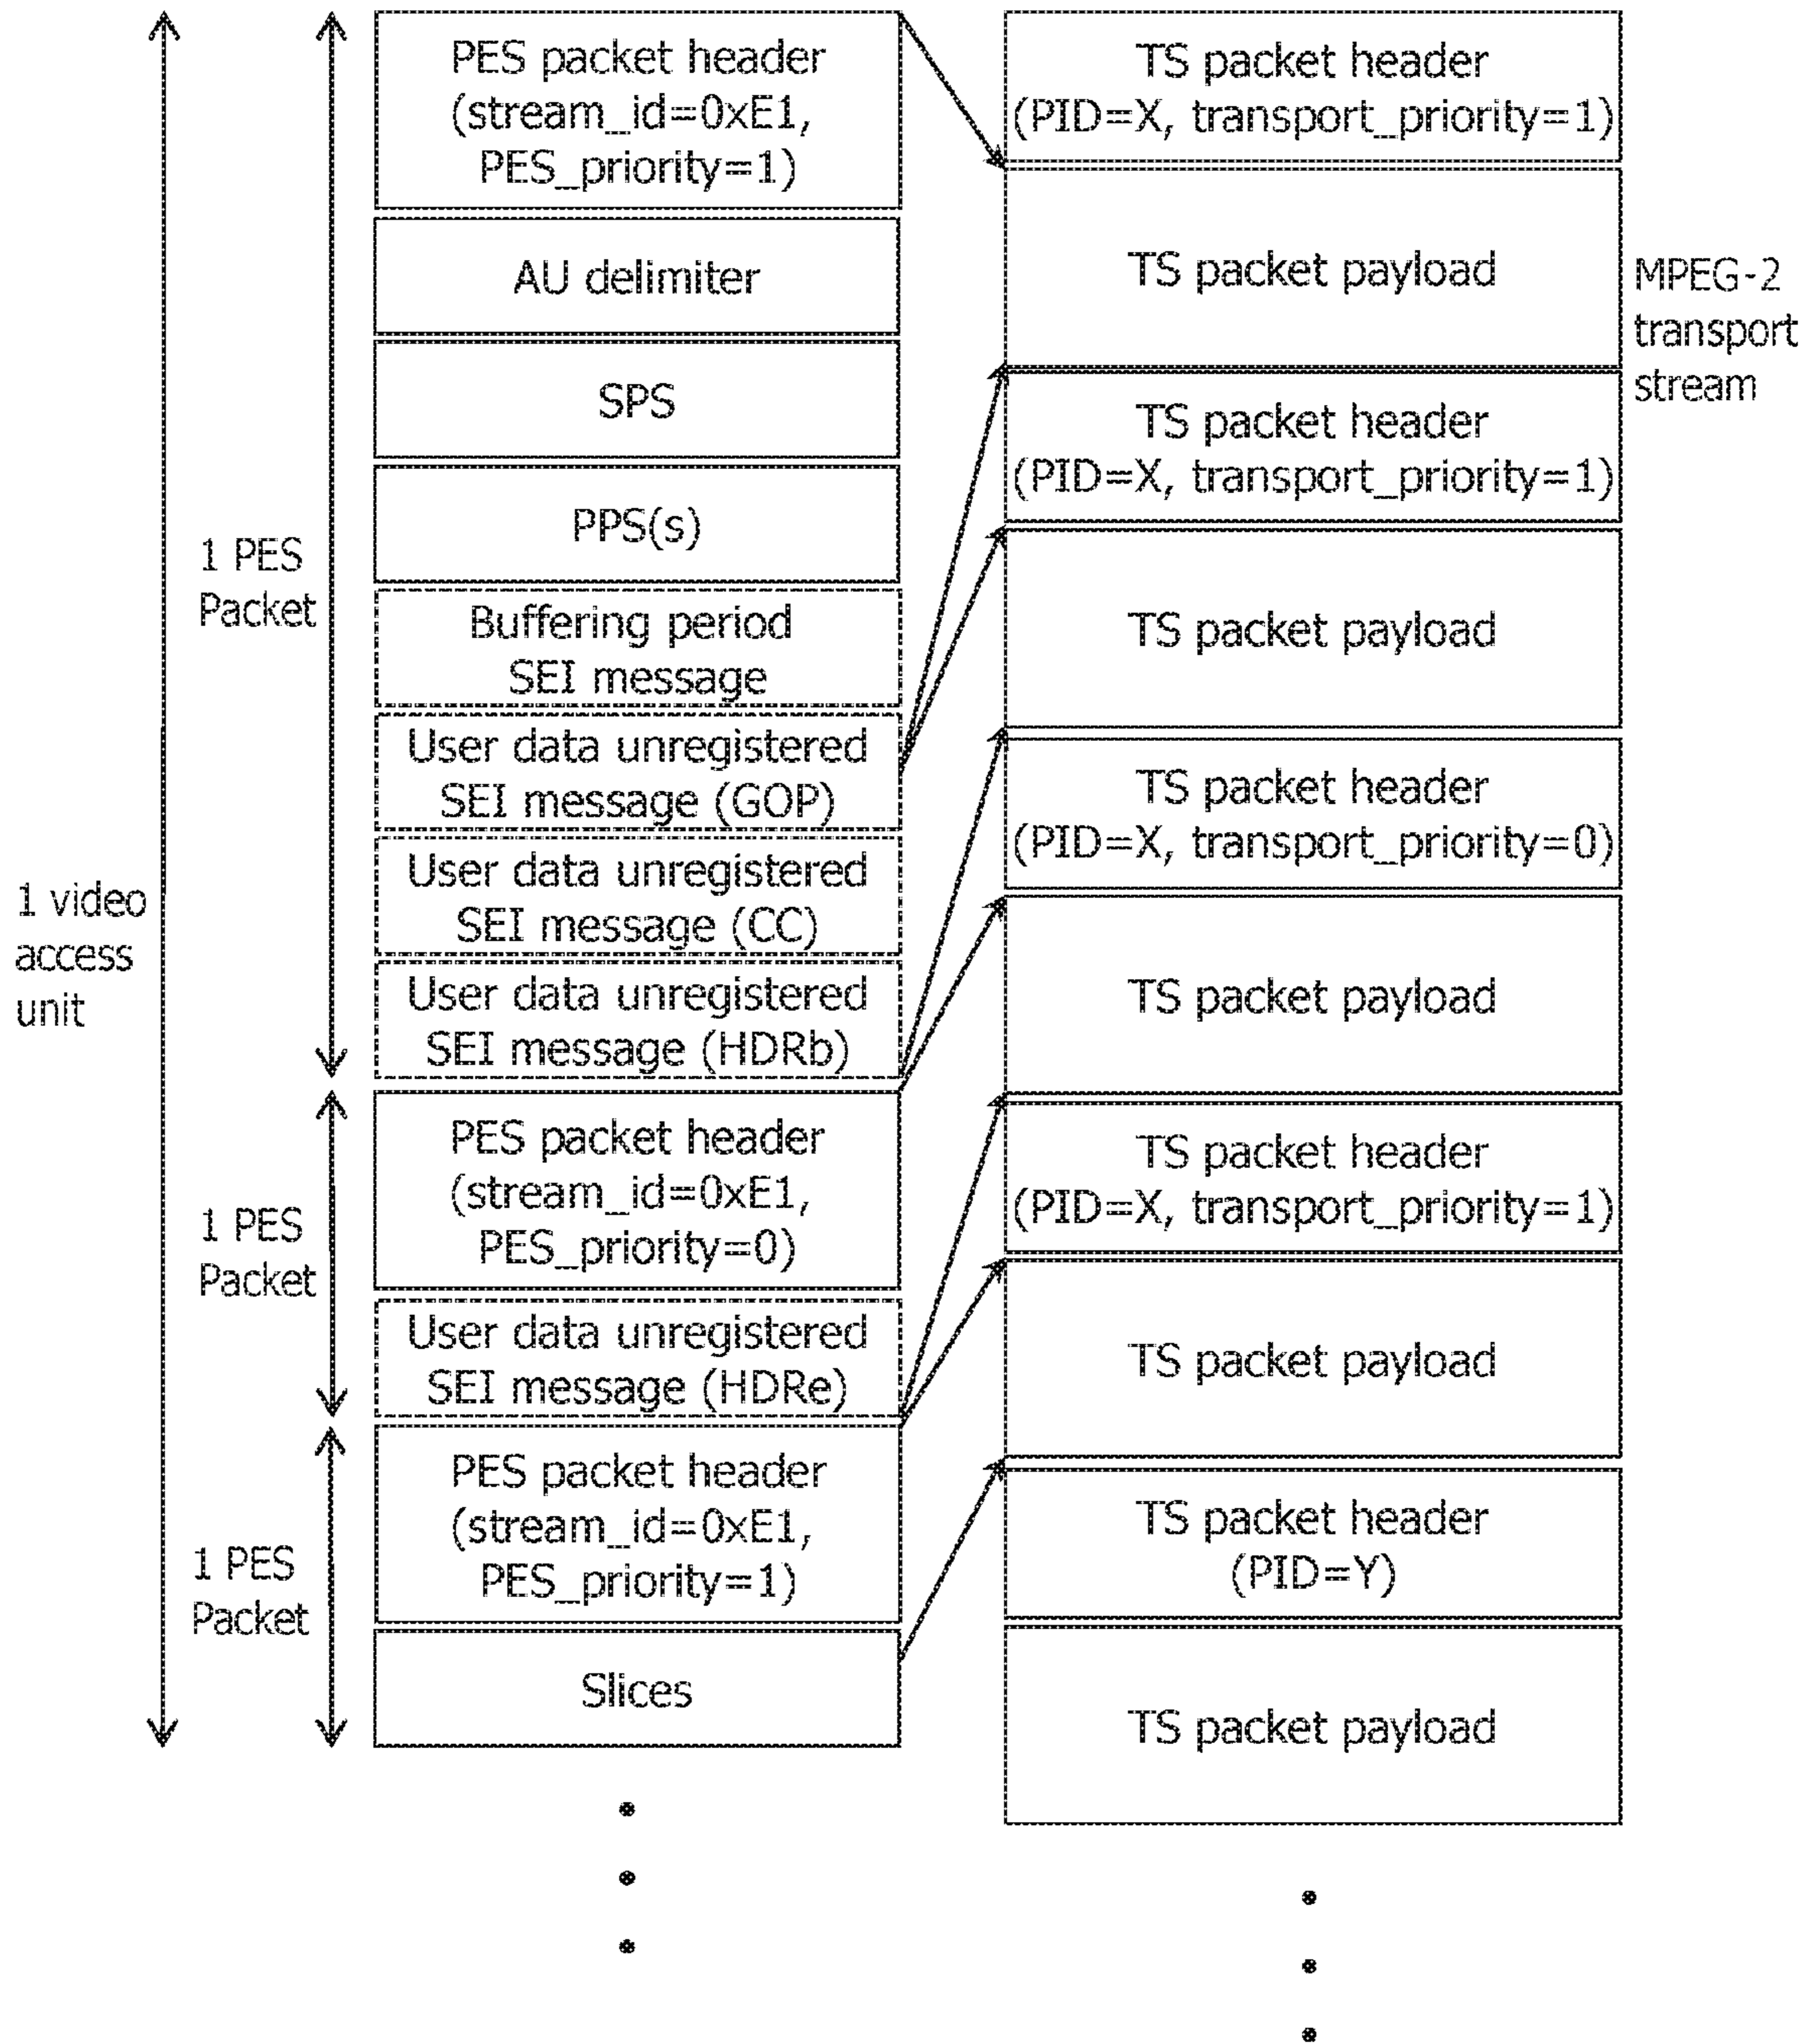 1 video
access
unit
1 PES
Packet
1 PES
Packet
1 PES
Packet
PES packet header
(stream_id=0xE1,
PES_priority=1)
AU delimiter
SPS
PPS(s)
Buffering period
SEI message
User data unregistered
SEI message (GOP)
User data unregistered
SEI message (CC)
User data unregistered
SEI message (HDRb)
PES packet header
(stream_id=0xE1,
PES_priority=0)
User data unregistered
SEI message (HDRe)
PES packet header
(stream_id=0xE1,
PES_priority=1)
Slices
TS packet header
(PID=X, transport_priority=1)
TS packet payload
TS packet header
(PID=X, transport_priority=1)
TS packet payload
TS packet header
(PID=X, transport_priority=0)
TS packet payload
TS packet header
(PID=X, transport_priority=1)
TS packet payload
TS packet header
(PID=Y)
TS packet payload
MPEG-2
transport
stream